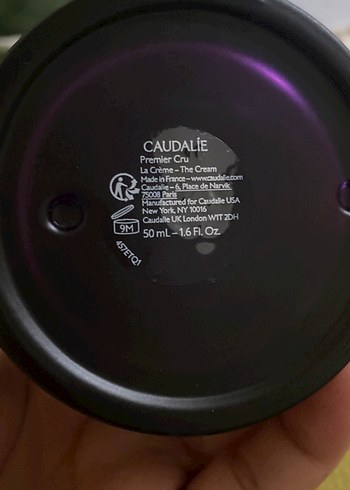 CAUDALÍE
Premier Cru
La Crème – The Cream
Made in France – www.caudalie.com
Caudalie – 6, Place de Narvik
75008 Paris
Manufactured for Caudalie USA
New York, NY 10016
Caudalie UK London W1T 2DH
9M
50 mL – 1.6 Fl. Oz.
457ETQ1